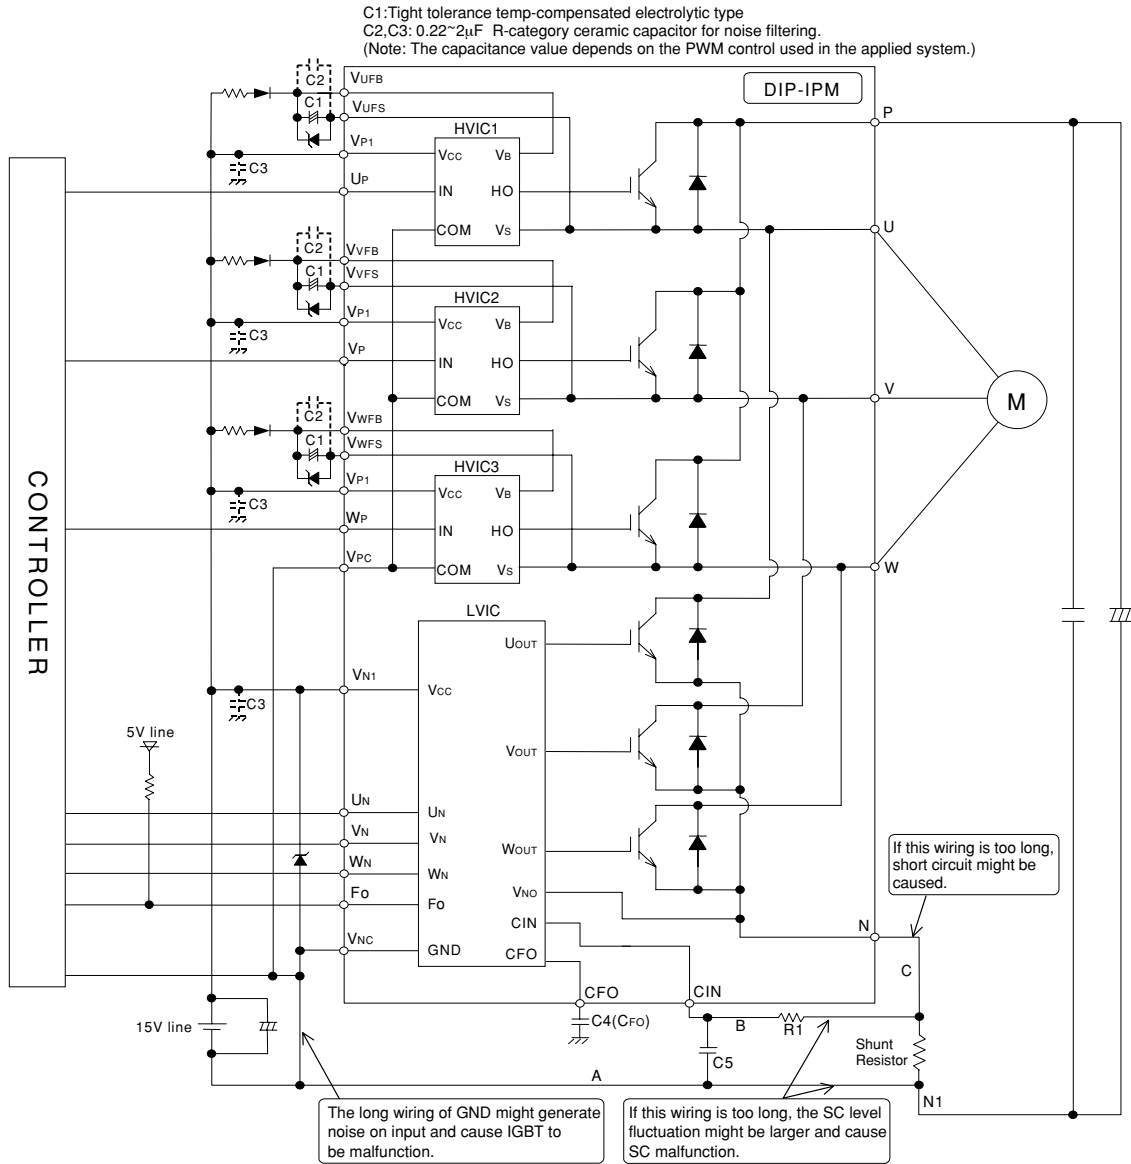 C1:Tight tolerance temp-compensated electrolytic type
C2,C3: 0.22~2μF R-category ceramic capacitor for noise filtering.
(Note: The capacitance value depends on the PWM control used in the applied system.)
DIP-IPM
C2
VUFB
C1
VUFS
P
HVIC1
VP1
VCC
VB
C3
UP
IN
HO
COM
VS
U
C2
VVFB
C1
VVFS
HVIC2
VP1
VCC
VB
C3
VP
IN
HO
V
COM
VS
M
C2
VWFB
C1
VWFS
HVIC3
VP1
VCC
VB
C3
WP
IN
HO
VPC
COM
VS
W
CONTROLLER
LVIC
UOUT
VN1
VCC
C3
5V line
VOUT
UN
UN
VN
VN
WOUT
WN
WN
If this wiring is too long,
short circuit might be
caused.
VNO
FO
Fo
CIN
N
VNC
GND
CFO
C
CFO
CIN
15V line
C4(CFO)
B
R1
C5
Shunt
Resistor
A
N1
The long wiring of GND might generate
noise on input and cause IGBT to
be malfunction.
If this wiring is too long, the SC level
fluctuation might be larger and cause
SC malfunction.